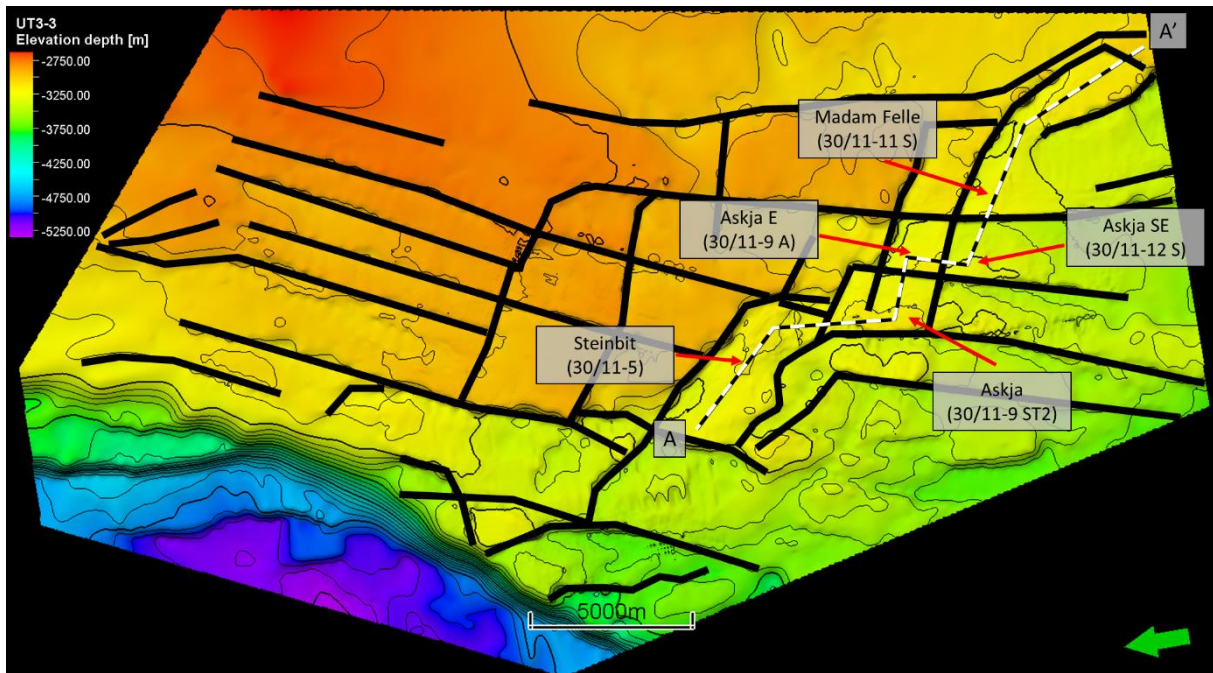 UT3-3
Elevation depth [m]
-2750.00
-3250.00
-3750.00
-4250.00
-4750.00
-5250.00
A'
Madam Felle
(30/11-11 S)
Askja E
(30/11-9 A)
Askja SE
(30/11-12 S)
Steinbit
(30/11-5)
Askja
(30/11-9 ST2)
A
5000m